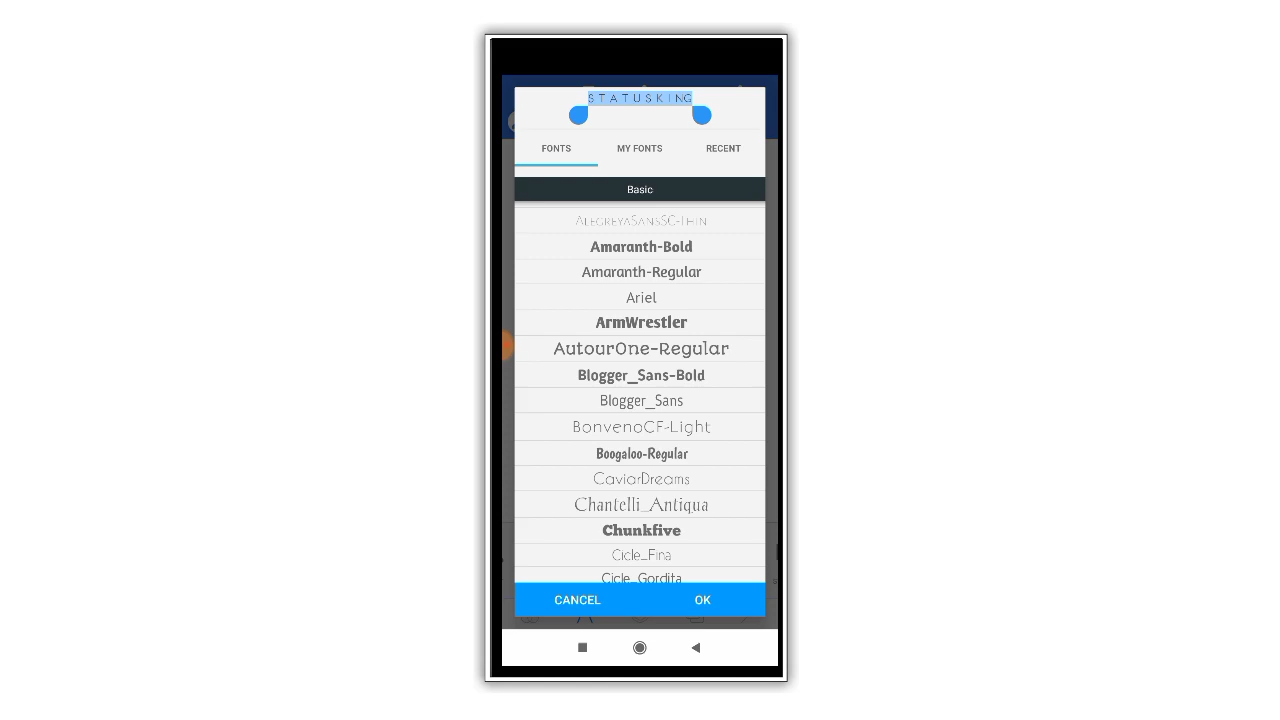 STATUSKING
FONTS
MY FONTS
RECENT
Basic
AlegreyaSansSC-Thin
Amaranth-Bold
Amaranth-Regular
Ariel
ArmWrestler
AutourOne-Regular
Blogger_Sans-Bold
Blogger_Sans
BonvenoCF-Light
Boogaloo-Regular
CaviarDreams
Chantelli_Antiqua
Chunkfive
Cicle_Fina
Cicle_Gordita
CANCEL
OK